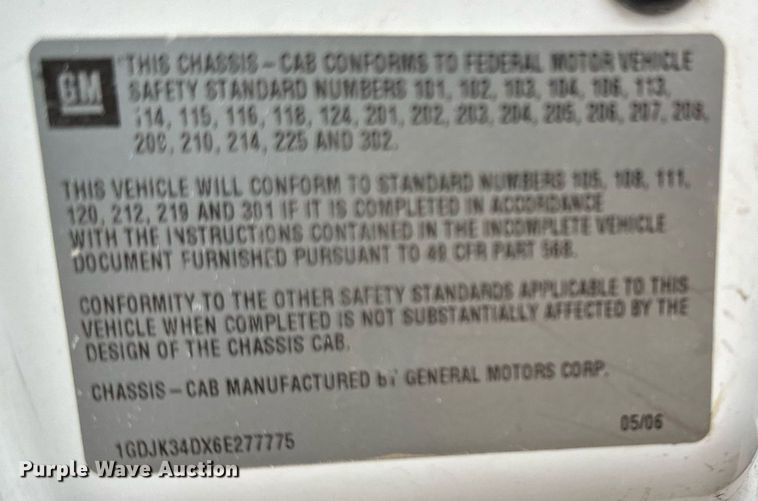 GM
THIS CHASSIS-CAB CONFORMS TO FEDERAL MOTOR VEHICLE
SAFETY STANDARD NUMBERS 101, 102, 103, 104, 106, 113,
114, 115, 116, 118, 124, 201, 202, 203, 204, 205, 206, 207, 208,
209, 210, 214, 225 AND 302.
THIS VEHICLE WILL CONFORM TO STANDARD NUMBERS 105, 108, 111,
120, 212, 219 AND 301 IF IT IS COMPLETED IN ACCORDANCE
WITH THE INSTRUCTIONS CONTAINED IN THE INCOMPLETE VEHICLE
DOCUMENT FURNISHED PURSUANT TO 49 CFR PART 568.
CONFORMITY TO THE OTHER SAFETY STANDARDS APPLICABLE TO THIS
VEHICLE WHEN COMPLETED IS NOT SUBSTANTIALLY AFFECTED BY THE
DESIGN OF THE CHASSIS CAB.
CHASSIS-CAB MANUFACTURED BY GENERAL MOTORS CORP.
05/06
1GDJK34DX6E277775
Purple Wave Auction